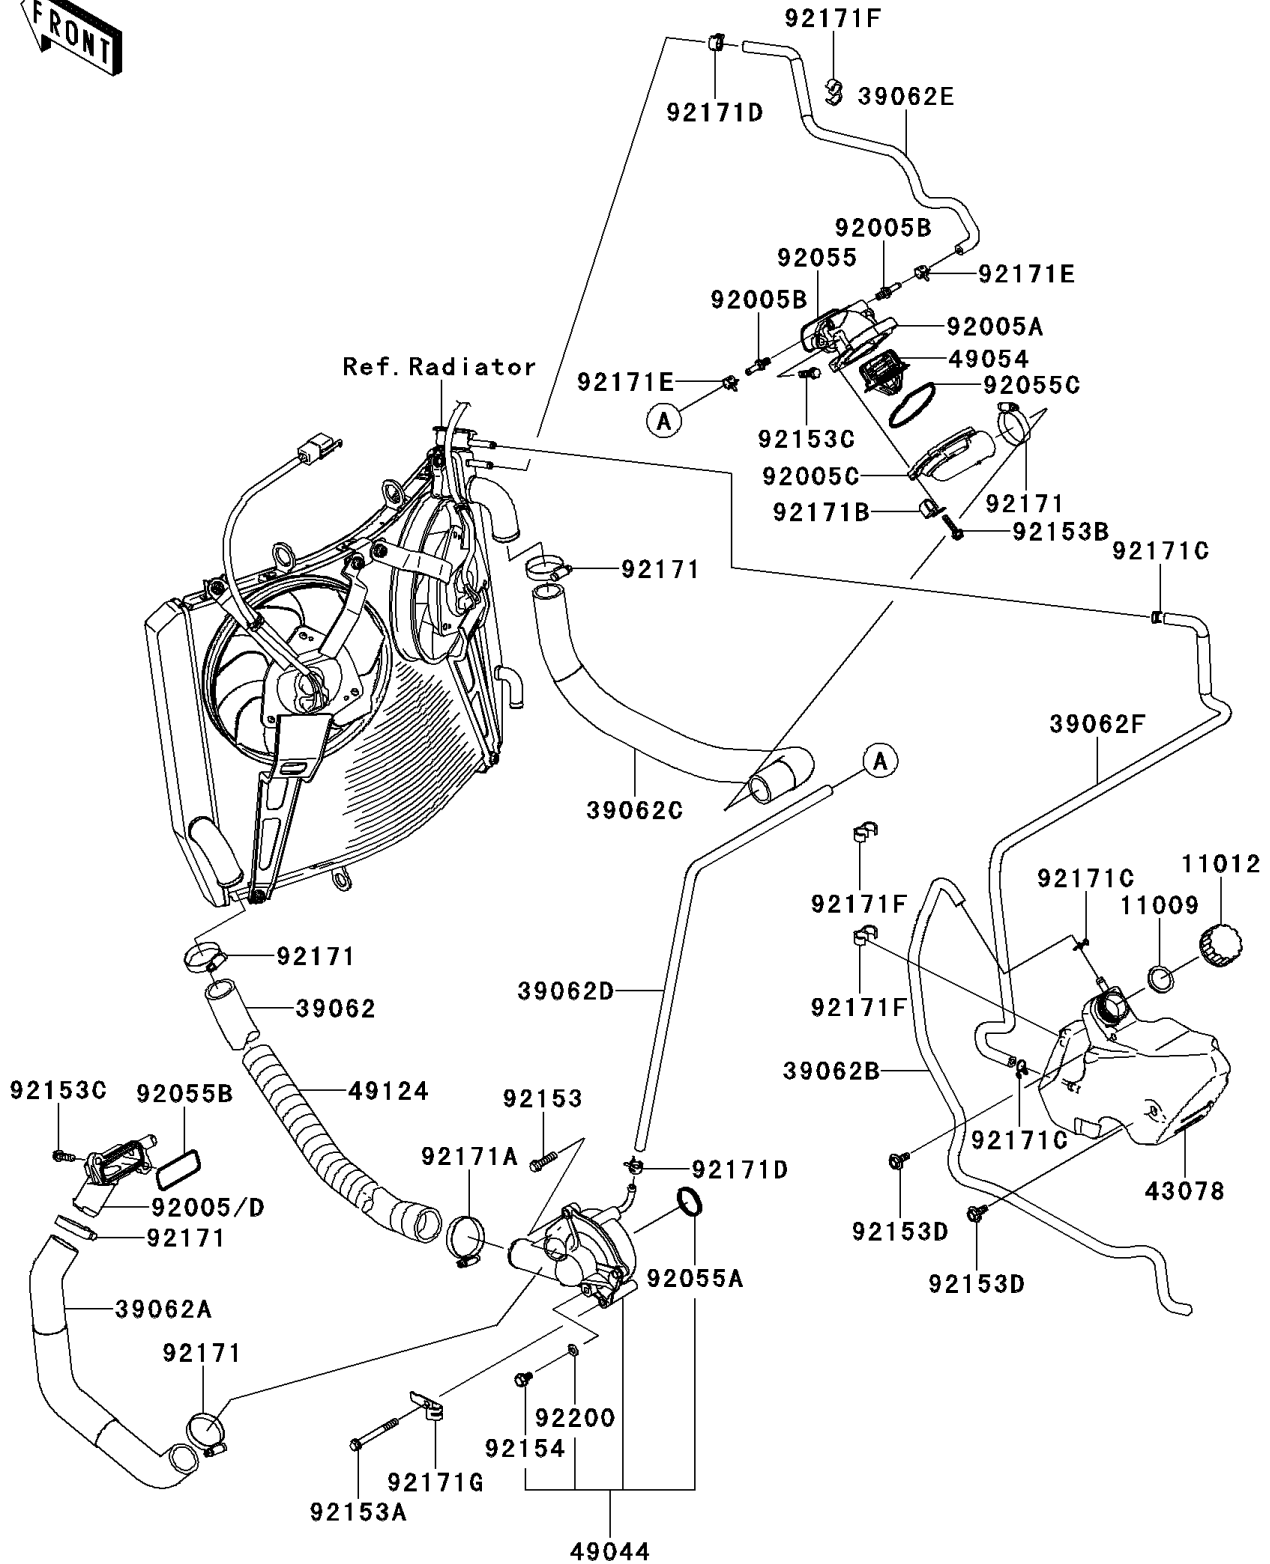 FRONT
92171F
92171D
39062E
92005B
92055
92171E
92005B
92005A
Ref.Radiator
49054
92171E
92055C
A
92153C
92005C
92171
92171B
92153B
92171C
92171
39062F
A
39062C
11012
92171C
92171F
11009
92171
39062D
39062
92171F
39062B
92153C
92055B
49124
92153
92171C
92171A
92171D
43078
92005/D
92171
92153D
92055A
92153D
39062A
92171
92200
92154
92171G
92153A
49044